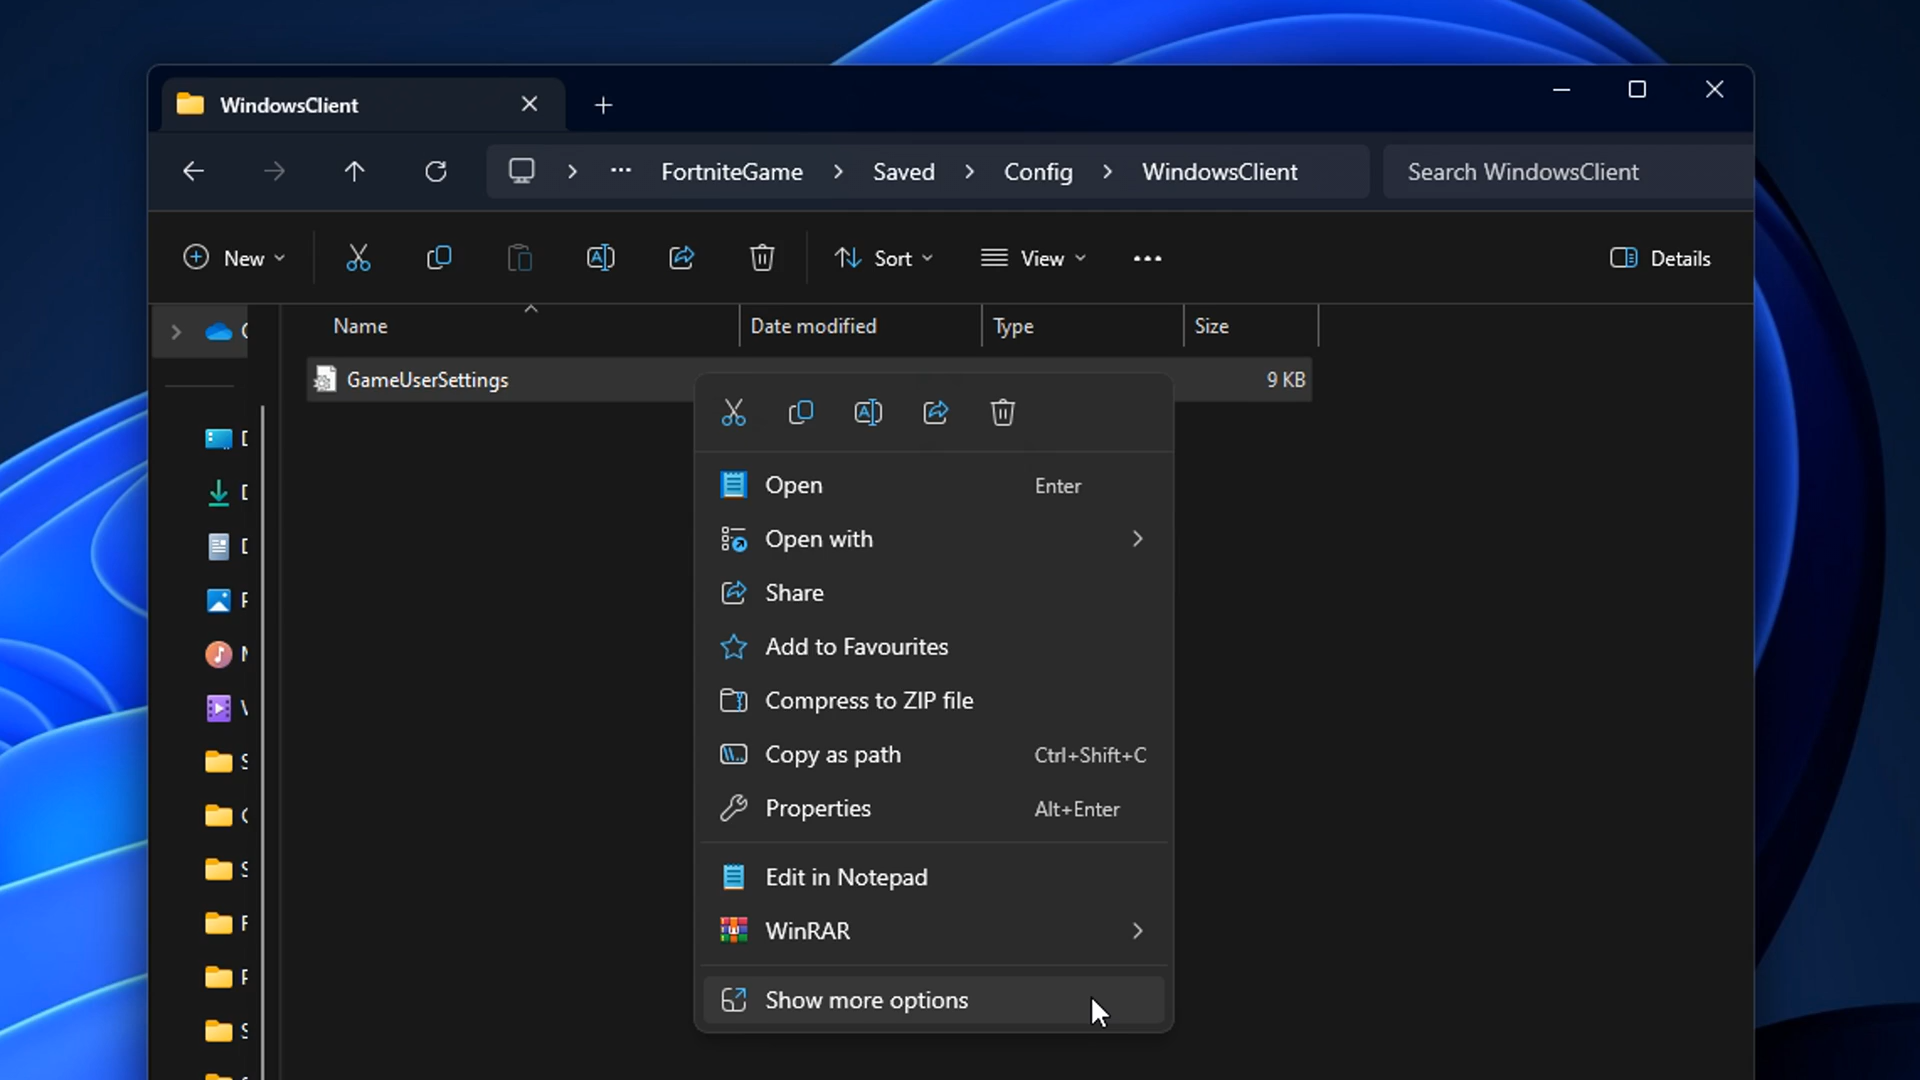 WindowsClient
FortniteGame > Saved > Config > WindowsClient
Search WindowsClient
New
Sort
View
Details
Name
Date modified
Type
Size
GameUserSettings
9 KB
Open Enter
Open with
Share
Add to Favourites
Compress to ZIP file
Copy as path Ctrl+Shift+C
Properties Alt+Enter
Edit in Notepad
WinRAR
Show more options